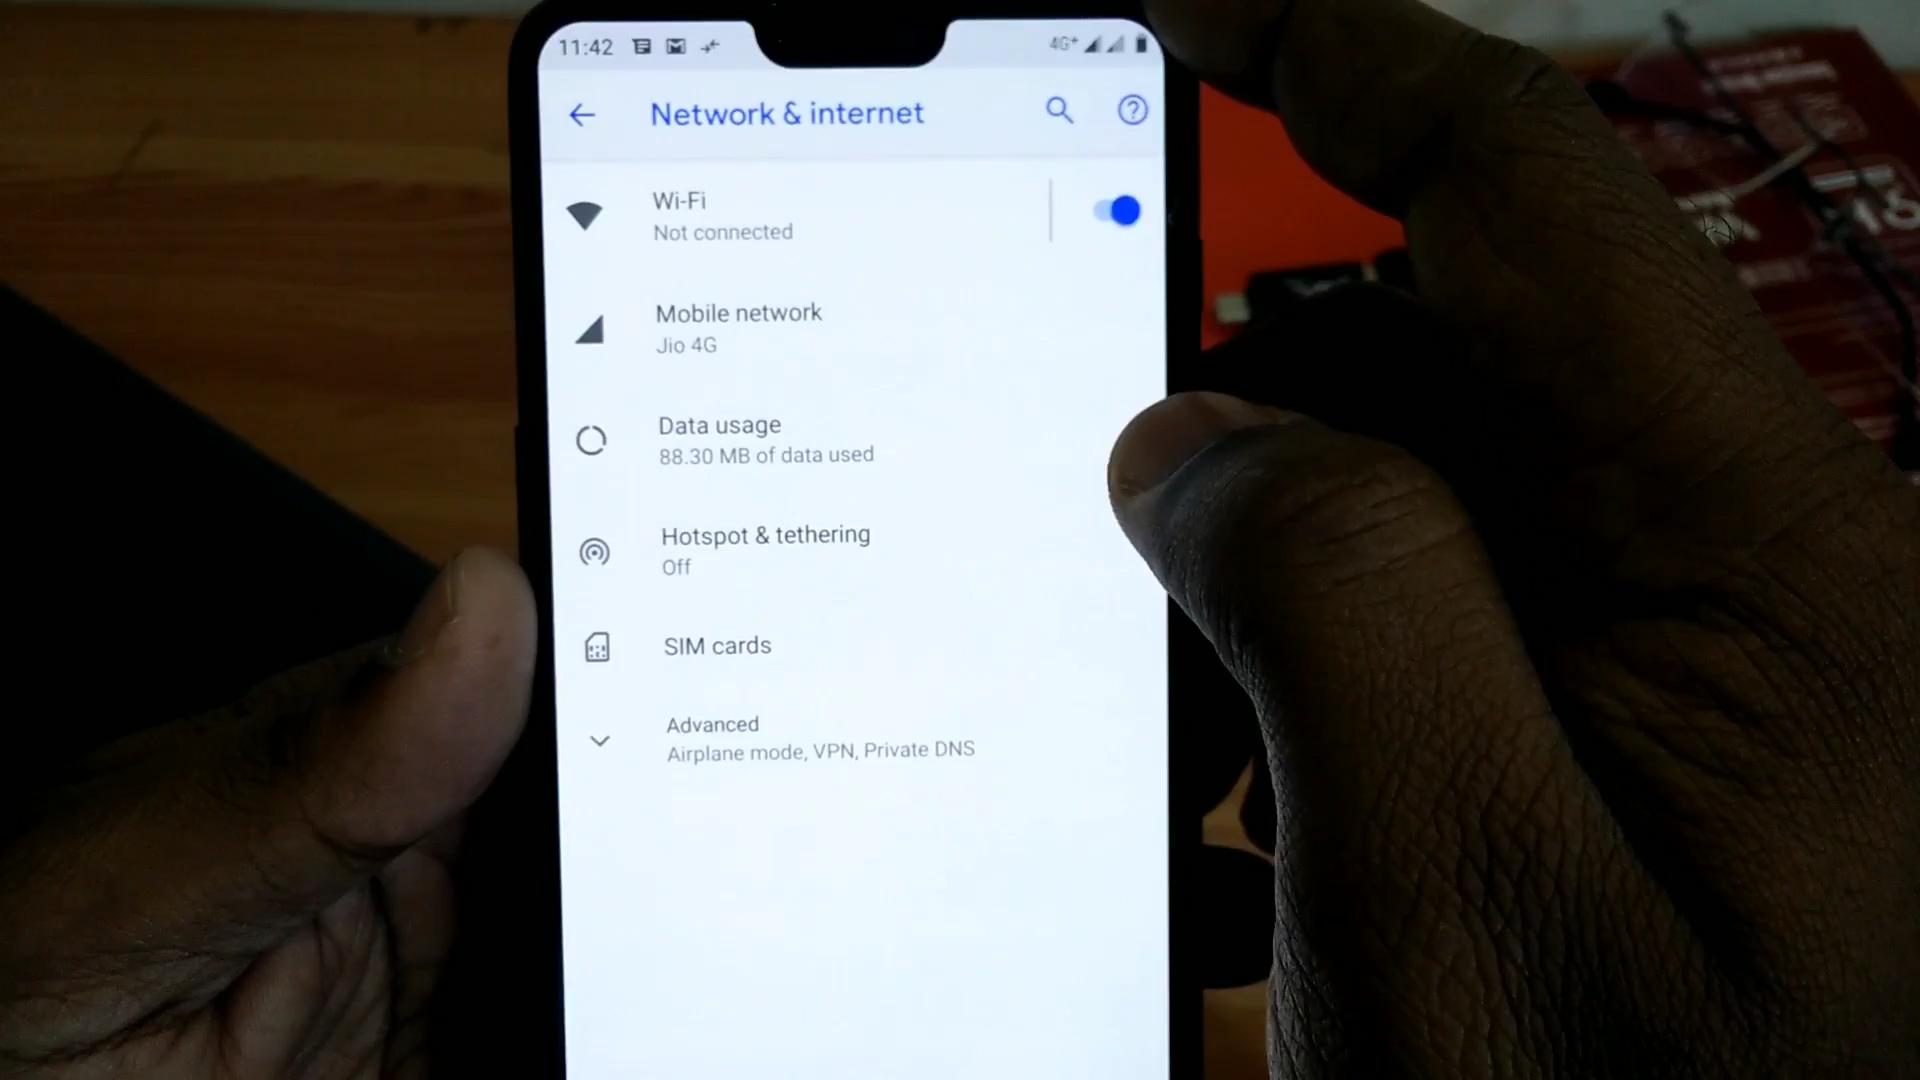 11:42
4G+
Network & internet
Wi-Fi
Not connected
Mobile network
Jio 4G
Data usage
88.30 MB of data used
Hotspot & tethering
Off
SIM cards
Advanced
Airplane mode, VPN, Private DNS